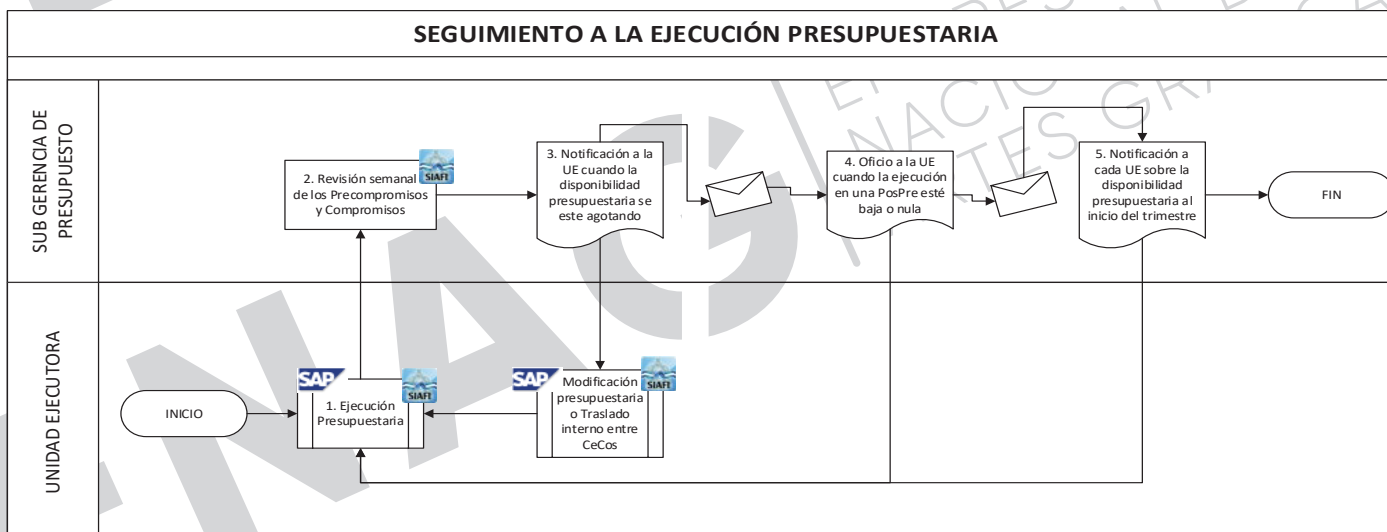 SEGUIMIENTO A LA EJECUCIÓN PRESUPUESTARIA
SUB GERENCIA DE
PRESUPUESTO
2. Revisión semanal
de los Precompromisos
y Compromisos
SIAFI
3. Notificación a la
UE cuando la
disponibilidad
presupuestaria se
este agotando
4. Oficio a la UE
cuando la ejecución
en una PosPre esté
baja o nula
5. Notificación a
cada UE sobre la
disponibilidad
presupuestaria al
inicio del trimestre
FIN
UNIDAD EJECUTORA
INICIO
SAP
SIAFI
1. Ejecución
Presupuestaria
SAP
SIAFI
Modificación
presupuestaria
o Traslado
interno entre
CeCos
ENAG